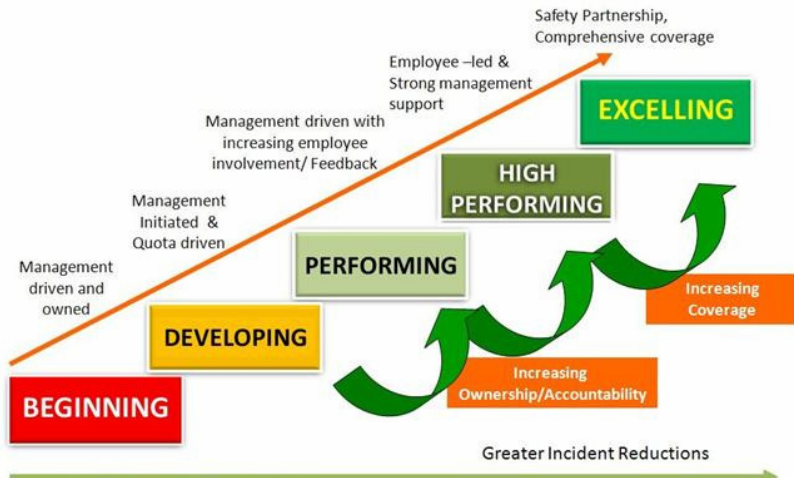 Safety Partnership,
Comprehensive coverage
Employee –led &
Strong management
support
EXCELLING
Management driven with
increasing employee
involvement/ Feedback
HIGH
PERFORMING
Management
Initiated &
Quota driven
PERFORMING
Management
driven and
owned
Increasing
Coverage
DEVELOPING
Increasing
Ownership/Accountability
BEGINNING
Greater Incident Reductions